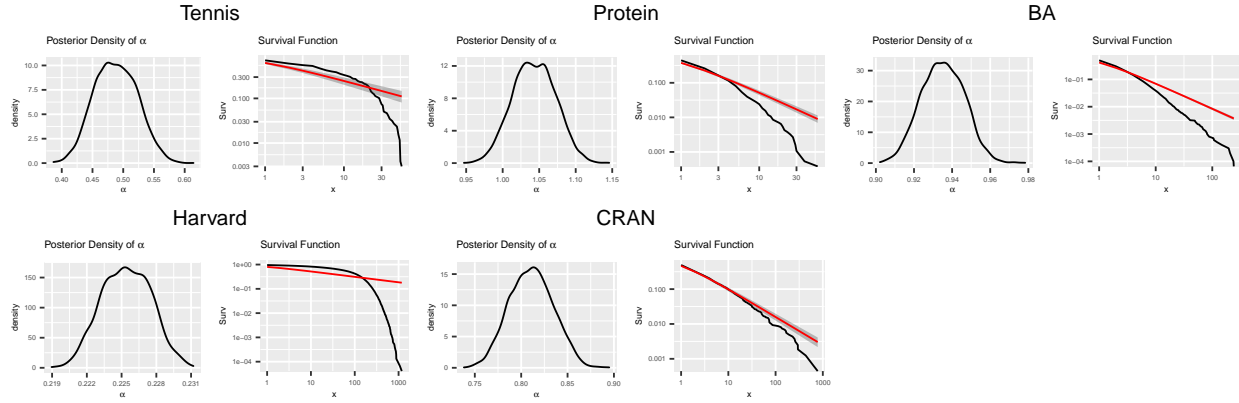 Tennis
Posterior Density of α
density
10.0
7.5
5.0
2.5
0.0
0.40 0.45 0.50 0.55 0.60
α
Survival Function
Surv
0.300
0.100
0.030
0.010
0.003
1 3 10 30
x
Protein
Posterior Density of α
density
12
8
4
0
0.95 1.00 1.05 1.10 1.15
α
Survival Function
Surv
0.100
0.010
0.001
1 3 10 30
x
BA
Posterior Density of α
density
30
20
10
0
0.90 0.92 0.94 0.96 0.98
α
Survival Function
Surv
1e−01
1e−02
1e−03
1e−04
1 10 100
x
Harvard
Posterior Density of α
density
150
100
50
0
0.219 0.222 0.225 0.228 0.231
α
Survival Function
Surv
1e+00
1e−01
1e−02
1e−03
1e−04
1 10 100 1000
x
CRAN
Posterior Density of α
density
15
10
5
0
0.75 0.80 0.85 0.90
α
Survival Function
Surv
0.100
0.010
0.001
1 10 100 1000
x